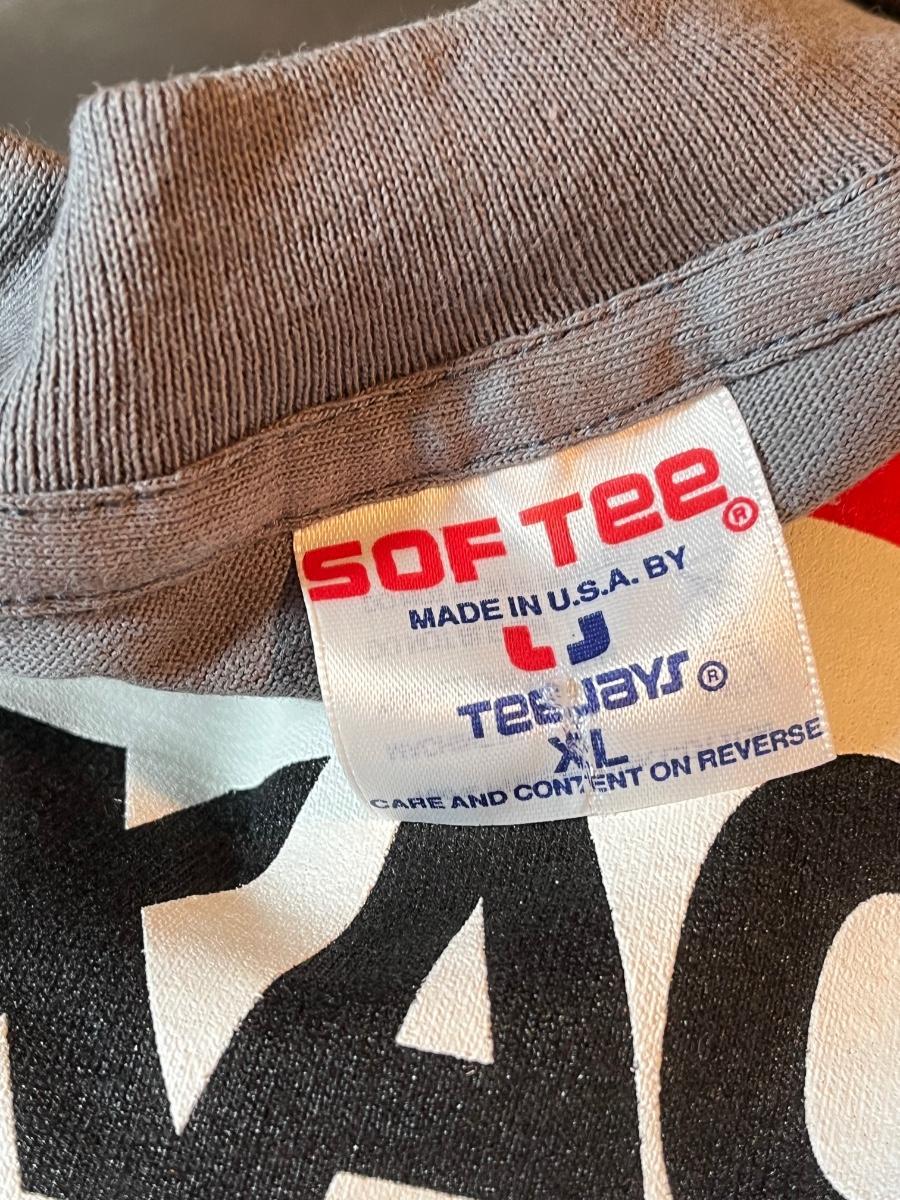 SOF TEE®
MADE IN U.S.A. BY
TEEJAYS®
XL
CARE AND CONTENT ON REVERSE